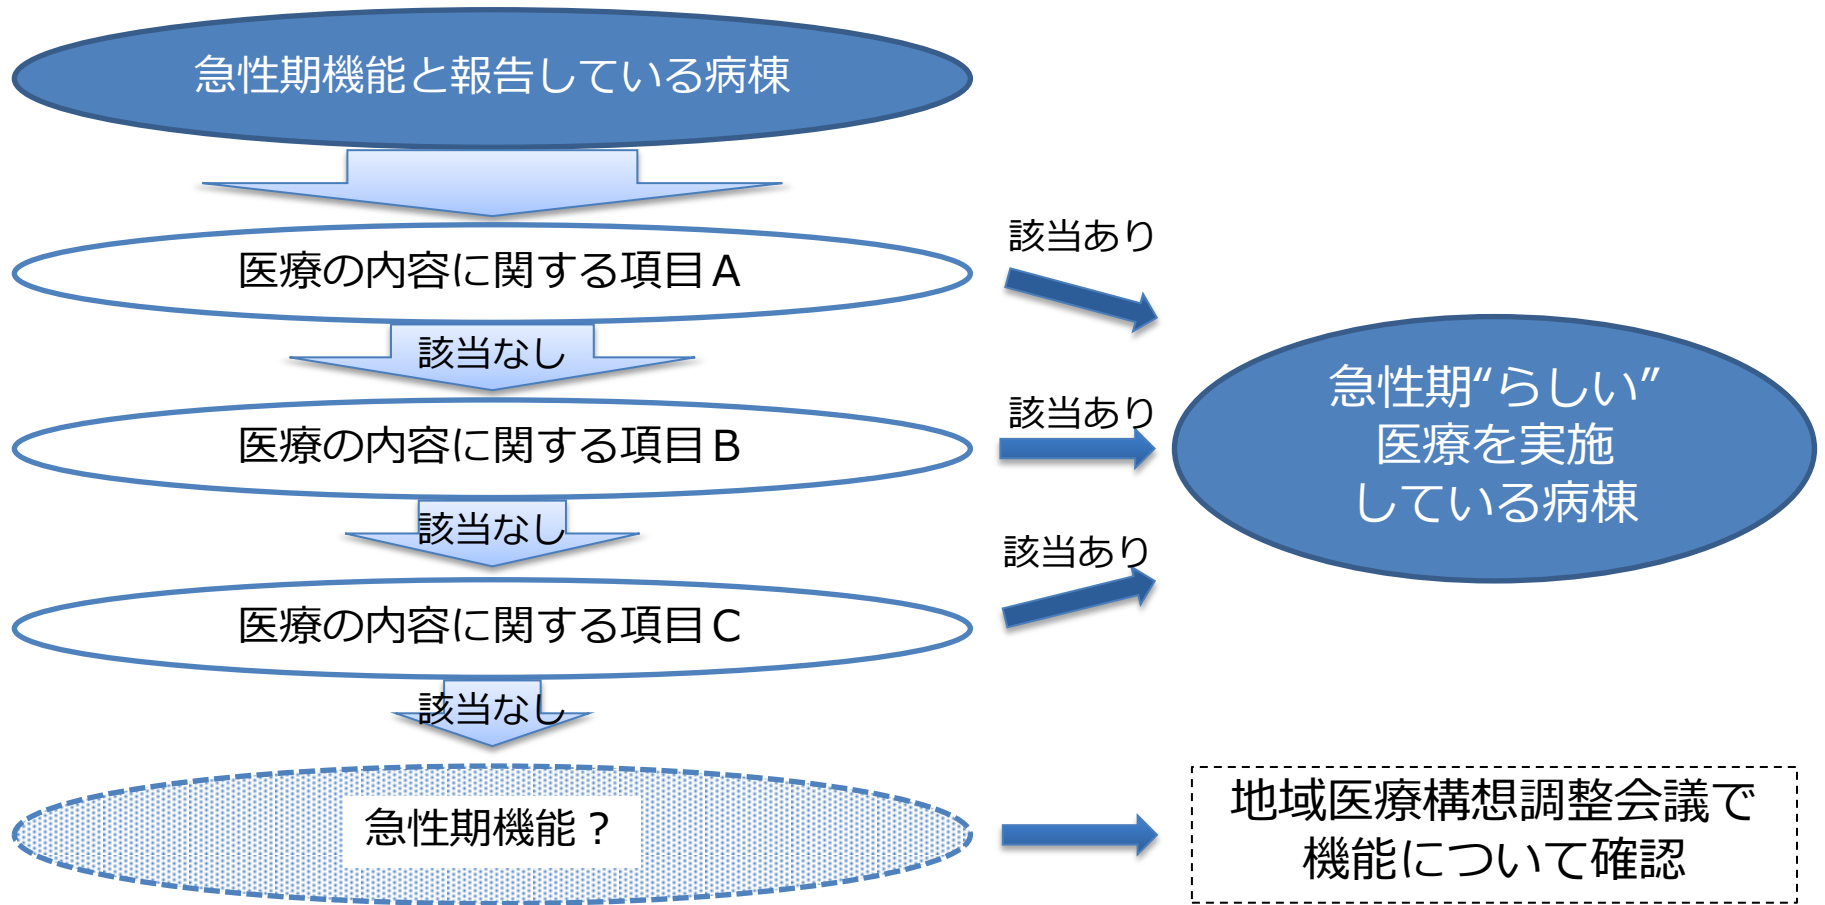 急性期機能と報告している病棟
該当あり
医療の内容に関する項目A
該当なし
該当あり
医療の内容に関する項目B
該当なし
該当あり
医療の内容に関する項目C
該当なし
急性期“らしい”
医療を実施
している病棟
急性期機能？
地域医療構想調整会議で
機能について確認